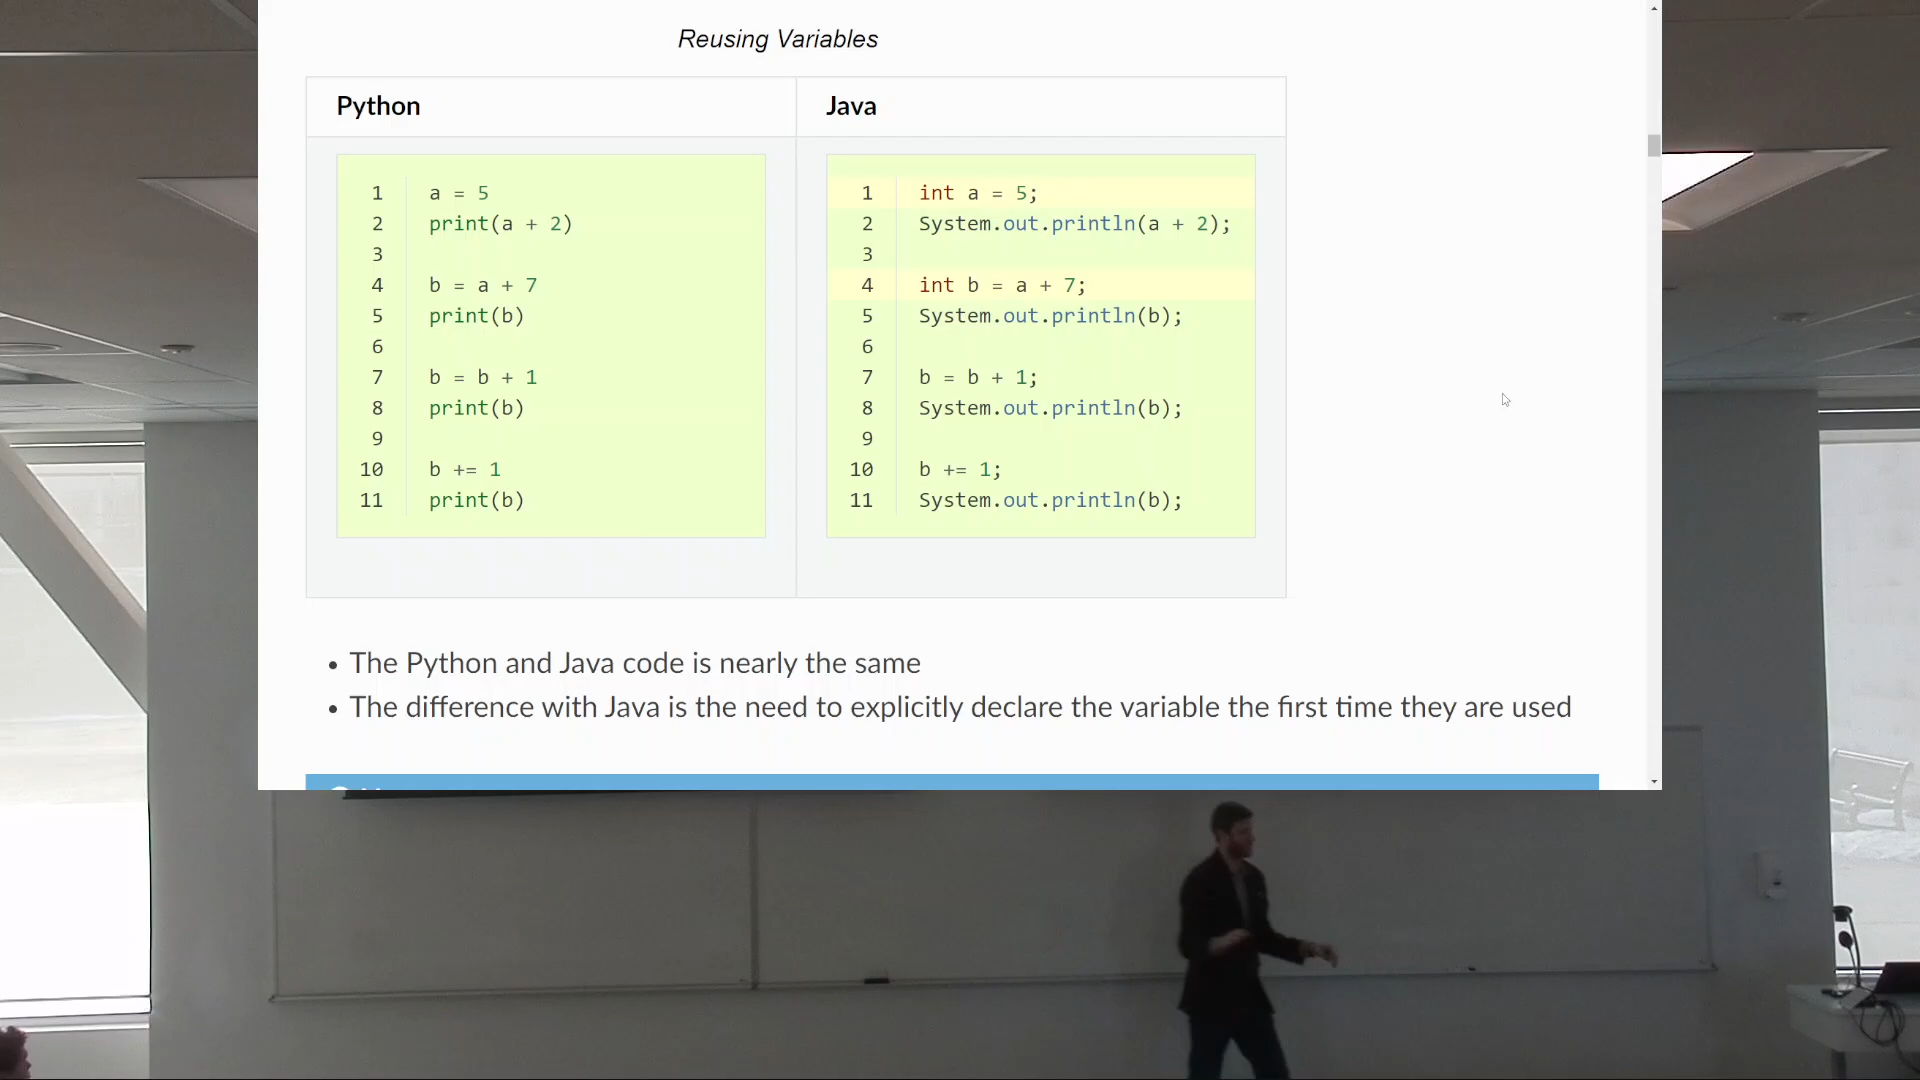 Reusing Variables
Python
Java
1 a = 5
2 print(a + 2)
3
4 b = a + 7
5 print(b)
6
7 b = b + 1
8 print(b)
9
10 b += 1
11 print(b)
1 int a = 5;
2 System.out.println(a + 2);
3
4 int b = a + 7;
5 System.out.println(b);
6
7 b = b + 1;
8 System.out.println(b);
9
10 b += 1;
11 System.out.println(b);
• The Python and Java code is nearly the same
• The difference with Java is the need to explicitly declare the variable the first time they are used